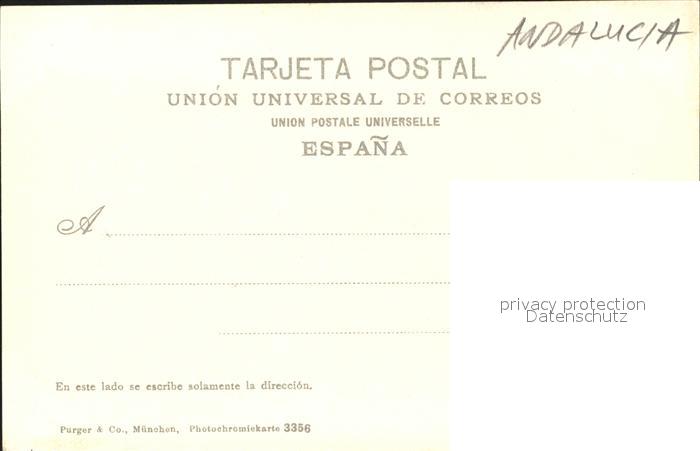 ANDALUCIA
TARJETA POSTAL
UNIÓN UNIVERSAL DE CORREOS
UNION POSTALE UNIVERSELLE
ESPAÑA
A
privacy protection
Datenschutz
En este lado se escribe solamente la dirección.
Purger & Co., München, Photochromiekarte 3356